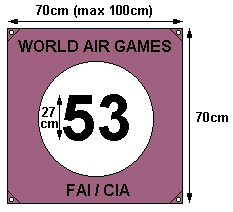 70cm (max 100cm)
WORLD AIR GAMES
27
cm
53
70cm
FAI / CIA